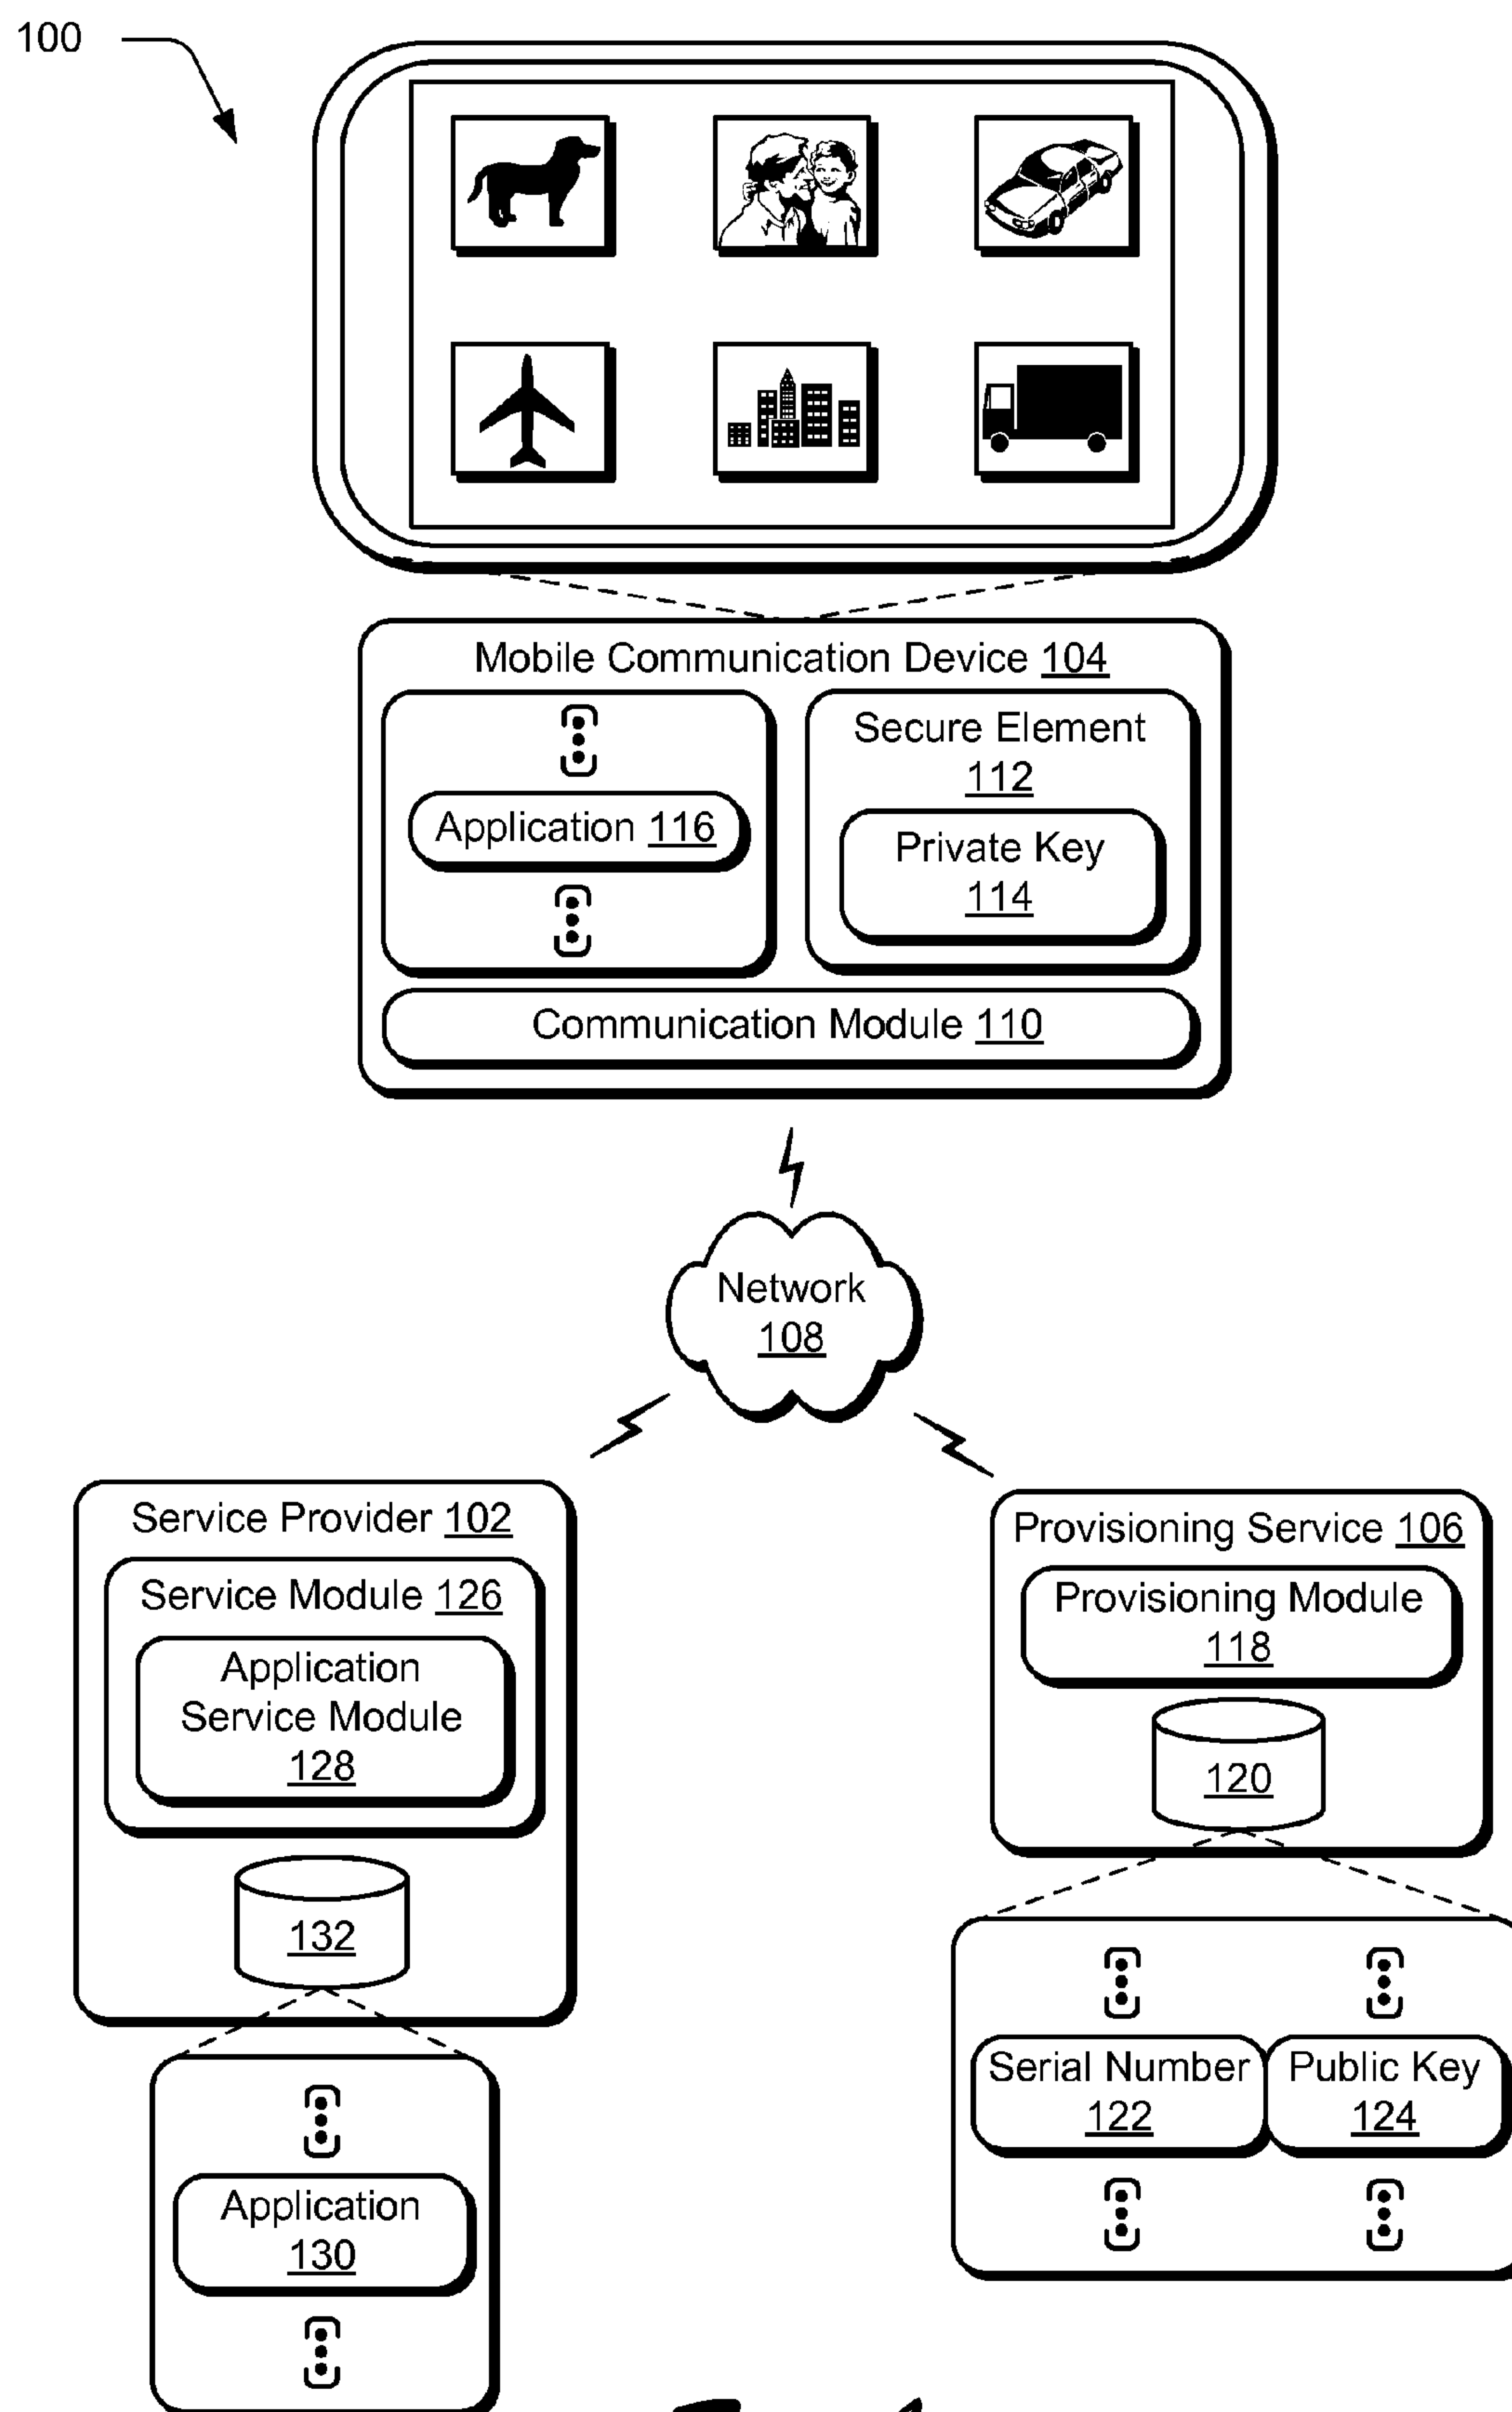 100
Mobile Communication Device 104
Application 116
Secure Element
112
Private Key
114
Communication Module 110
Network
108
Service Provider 102
Service Module 126
Application
Service Module
128
132
Application
130
Provisioning Service 106
Provisioning Module
118
120
Serial Number
122
Public Key
124